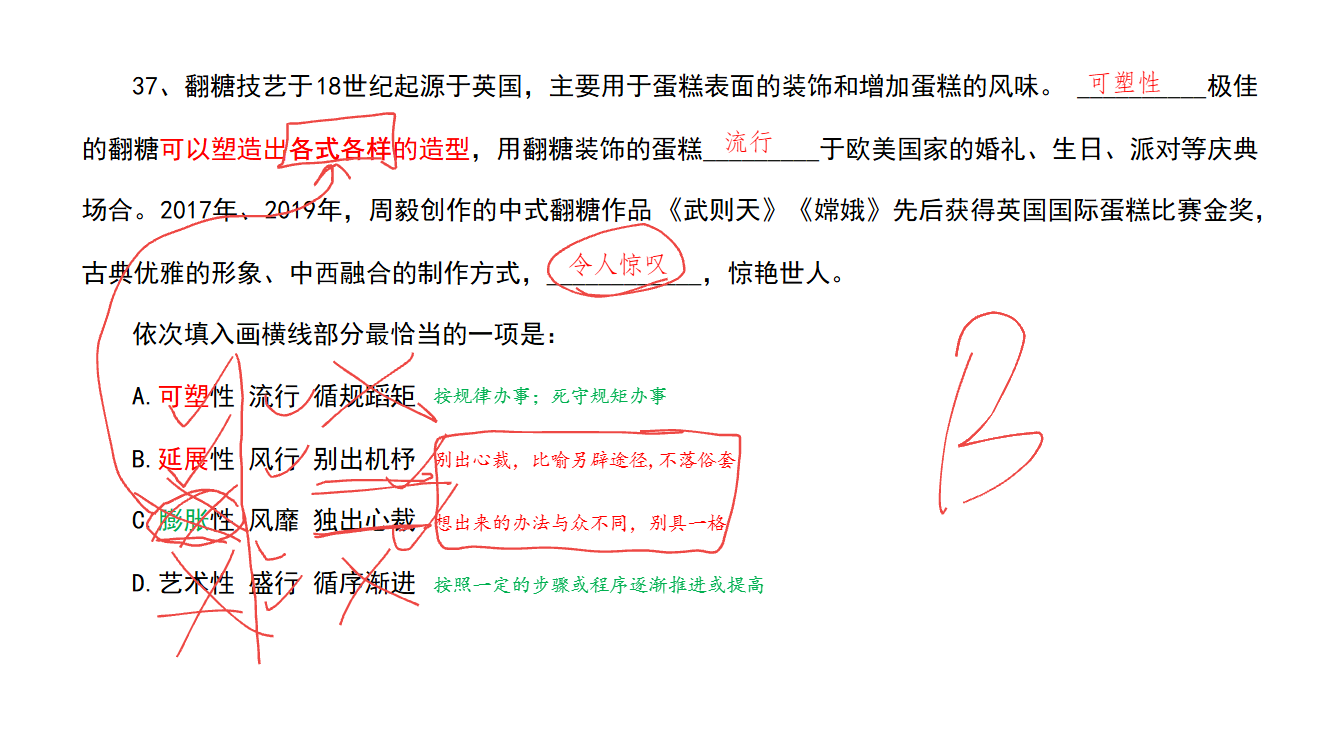 37、翻糖技艺于18世纪起源于英国，主要用于蛋糕表面的装饰和增加蛋糕的风味。 可塑性 极佳
的翻糖可以塑造出各式各样的造型，用翻糖装饰的蛋糕 流行 于欧美国家的婚礼、生日、派对等庆典
场合。2017年、2019年，周毅创作的中式翻糖作品《武则天》《嫦娥》先后获得英国国际蛋糕比赛金奖，
古典优雅的形象、中西融合的制作方式， 令人惊叹 ，惊艳世人。
依次填入画横线部分最恰当的一项是：
A.可塑性 流行 循规蹈矩 按规律办事；死守规矩办事
B.延展性 风行 别出机杼 别出心裁，比喻另辟途径,不落俗套
C.膨胀性 风靡 独出心裁 想出来的办法与众不同，别具一格
D.艺术性 盛行 循序渐进 按照一定的步骤或程序逐渐推进或提高
B